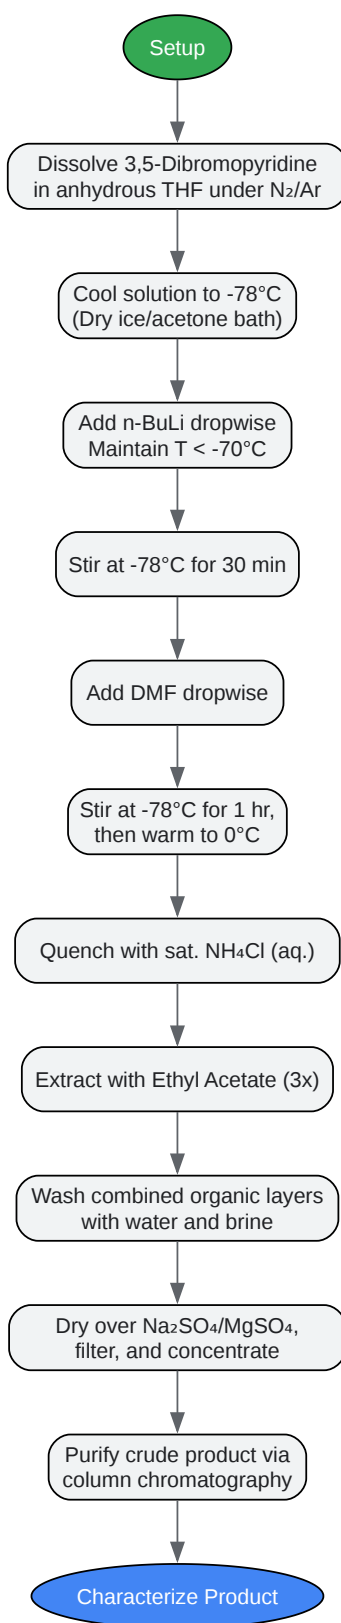 Setup
Dissolve 3,5-Dibromopyridine
in anhydrous THF under N₂/Ar
Cool solution to -78°C
(Dry ice/acetone bath)
Add n-BuLi dropwise
Maintain T < -70°C
Stir at -78°C for 30 min
Add DMF dropwise
Stir at -78°C for 1 hr,
then warm to 0°C
Quench with sat. NH₄Cl (aq.)
Extract with Ethyl Acetate (3x)
Wash combined organic layers
with water and brine
Dry over Na₂SO₄/MgSO₄,
filter, and concentrate
Purify crude product via
column chromatography
Characterize Product